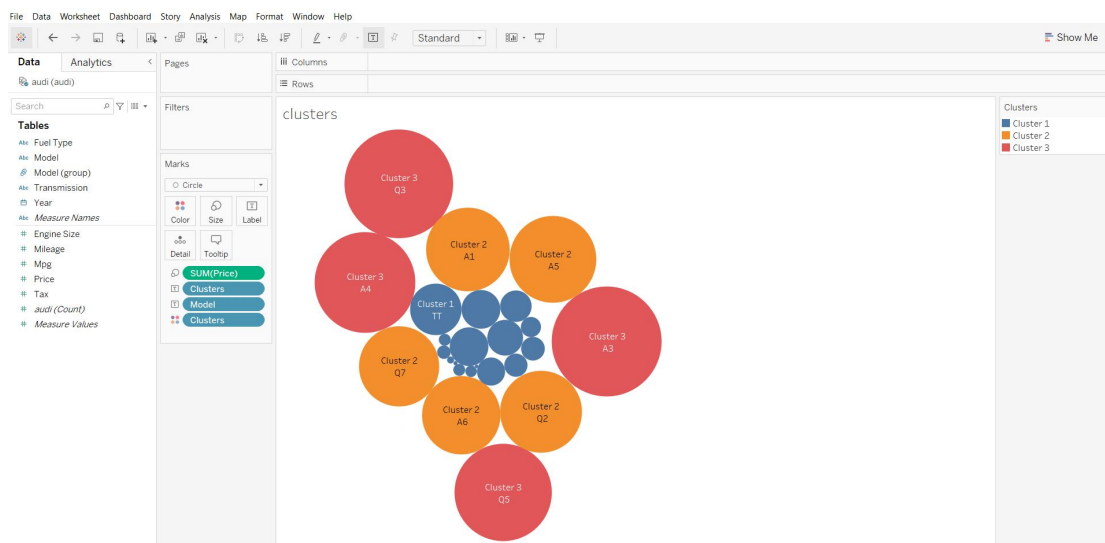 File Data Worksheet Dashboard Story Analysis Map Format Window Help
Standard
Show Me
Data Analytics
audi (audi)
Search
Tables
Abc Fuel Type
Abc Model
Model (group)
Abc Transmission
Year
Abc Measure Names
# Engine Size
# Mileage
# Mpg
# Price
# Tax
# audi (Count)
# Measure Values
Pages
Filters
Marks
Circle
Color Size Label
Detail Tooltip
SUM(Price)
Clusters
Model
Clusters
Columns
Rows
clusters
Cluster 3
Q3
Cluster 2
A1
Cluster 2
A5
Cluster 3
A4
Cluster 1
TT
Cluster 3
A3
Cluster 2
Q7
Cluster 2
A6
Cluster 2
Q2
Cluster 3
Q5
Clusters
Cluster 1
Cluster 2
Cluster 3